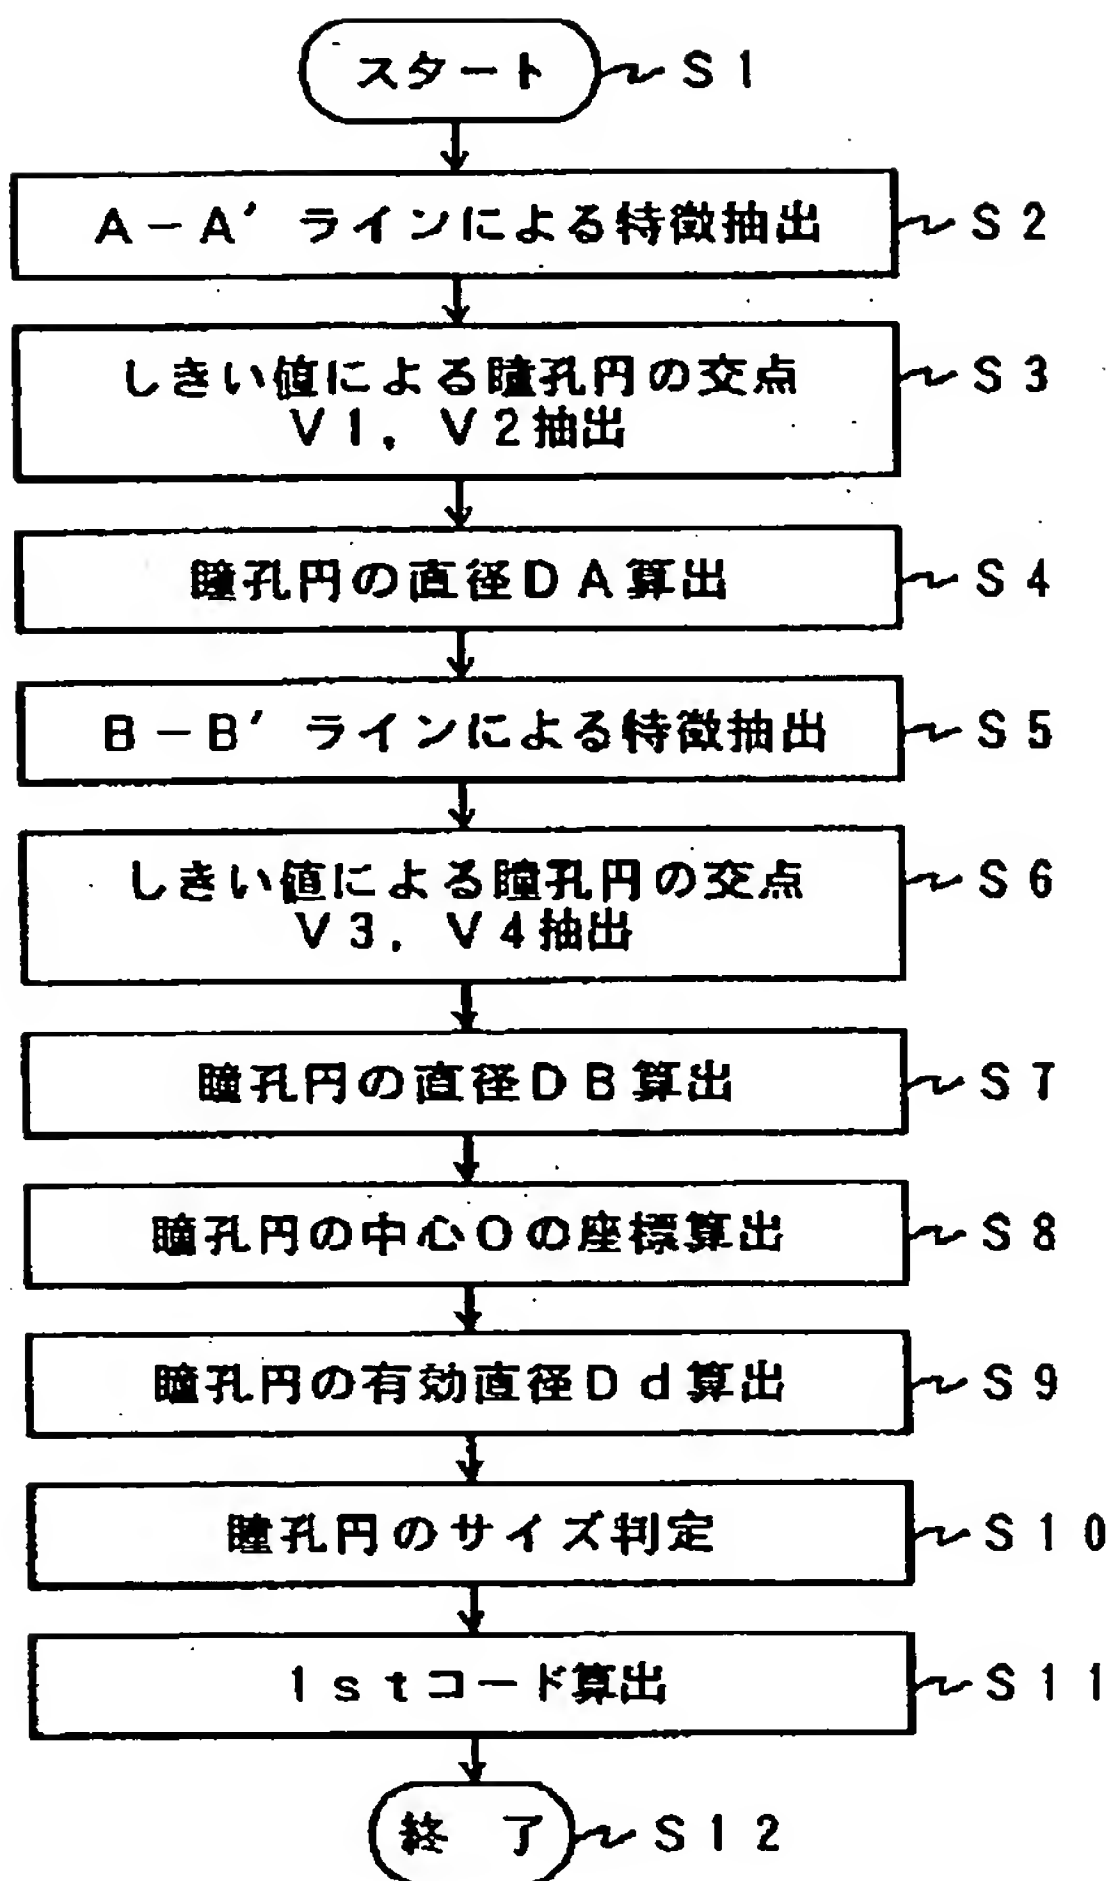 スタート S1
A-A' ラインによる特徴抽出 S2
しきい値による瞳孔円の交点 S3
V1, V2抽出
瞳孔円の直径DA算出 S4
B-B' ラインによる特徴抽出 S5
しきい値による瞳孔円の交点 S6
V3, V4抽出
瞳孔円の直径DB算出 S7
瞳孔円の中心Oの座標算出 S8
瞳孔円の有効直径Dd算出 S9
瞳孔円のサイズ判定 S10
1stコード算出 S11
終 了 S12